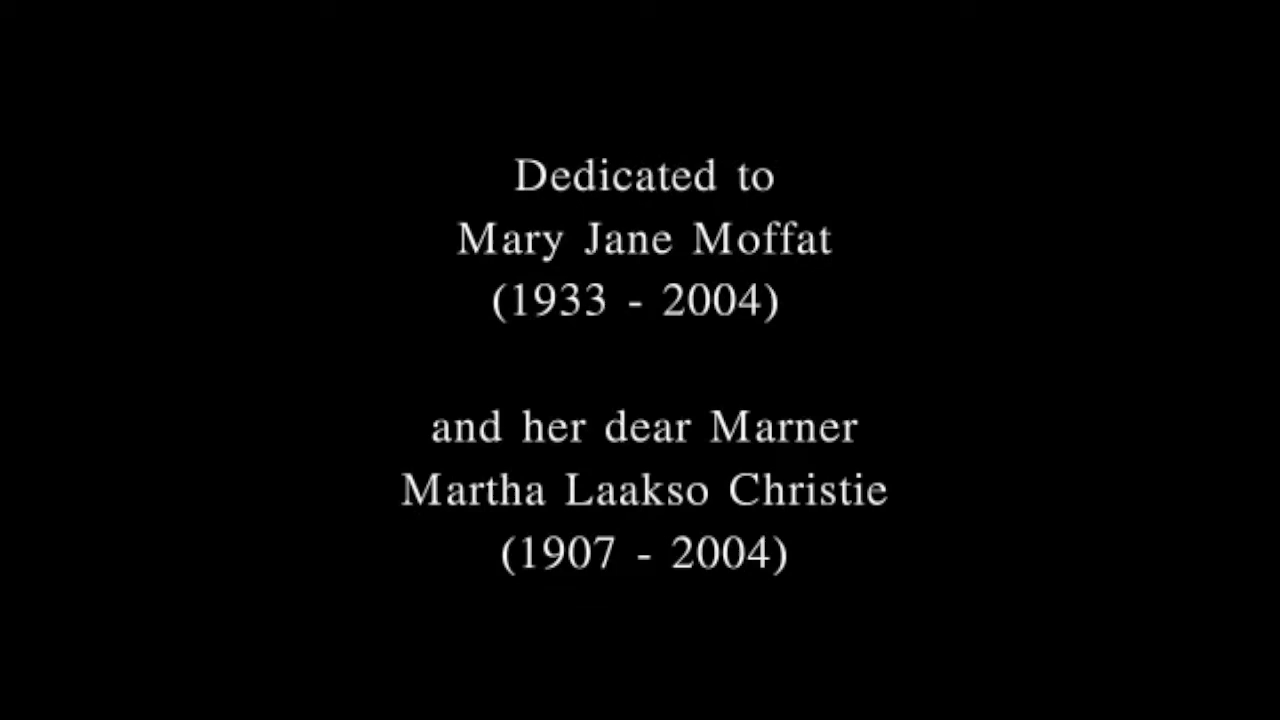 Dedicated to
Mary Jane Moffat
(1933 - 2004)
and her dear Marner
Martha Laakso Christie
(1907 - 2004)